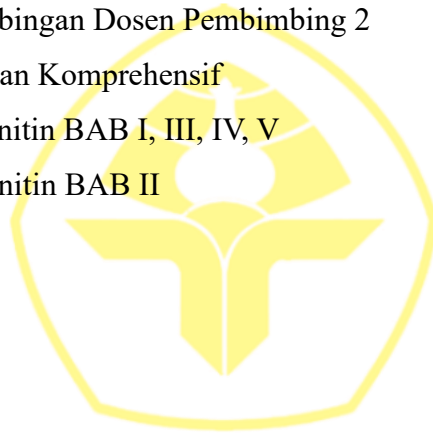 bingan Dosen Pembimbing 2
an Komprehensif
nitin BAB I, III, IV, V
nitin BAB II